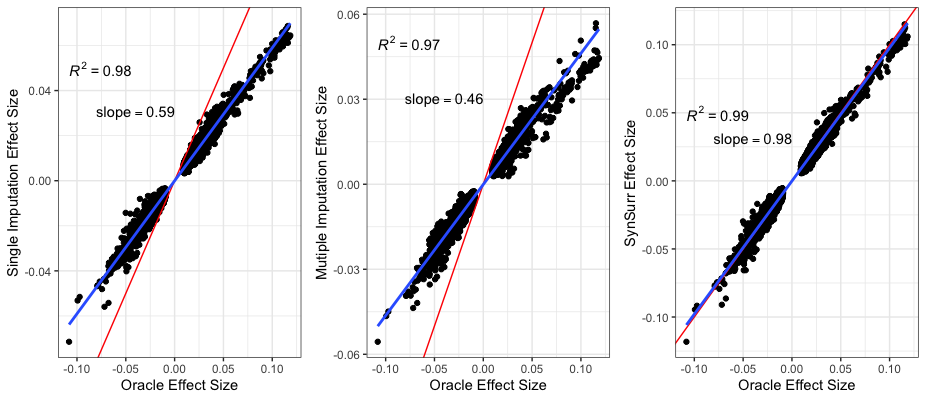 Single Imputation Effect Size
0.04
0.00
-0.04
R² = 0.98
slope = 0.59
-0.10 -0.05 0.00 0.05 0.10
Oracle Effect Size
Mutiple Imputation Effect Size
0.06
0.03
0.00
-0.03
-0.06
R² = 0.97
slope = 0.46
-0.10 -0.05 0.00 0.05 0.10
Oracle Effect Size
SynSurr Effect Size
0.10
0.05
0.00
-0.05
-0.10
R² = 0.99
slope = 0.98
-0.10 -0.05 0.00 0.05 0.10
Oracle Effect Size